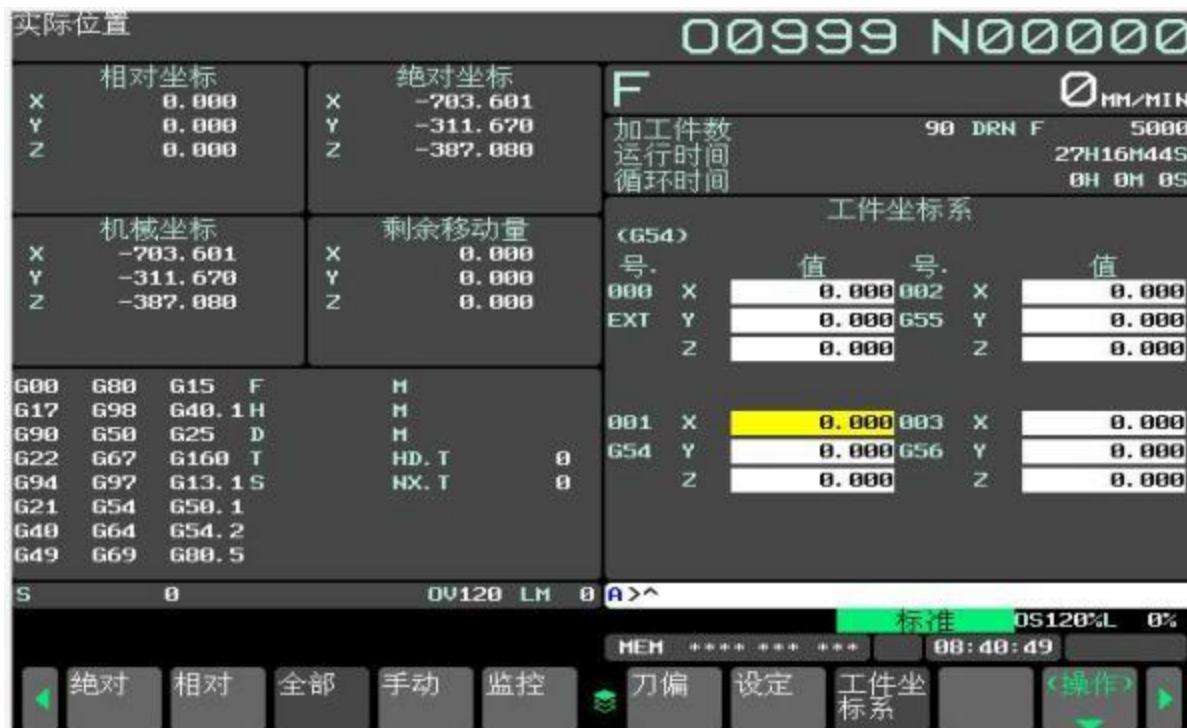 实际位置
O0999 N00000
相对坐标
X 0.000
Y 0.000
Z 0.000
绝对坐标
X -703.601
Y -311.670
Z -387.080
F 0 MM/MIN
加工件数 90 DRN F 5000
运行时间 27H16M44S
循环时间 0H 0M 0S
机械坐标
X -703.601
Y -311.670
Z -387.080
剩余移动量
X 0.000
Y 0.000
Z 0.000
工件坐标系
(G54)
号. 值 号. 值
000 X 0.000 002 X 0.000
EXT Y 0.000 G55 Y 0.000
Z 0.000 Z 0.000
001 X 0.000 003 X 0.000
G54 Y 0.000 G56 Y 0.000
Z 0.000 Z 0.000
G00 G80 G15 F M
G17 G98 G40.1 H M
G90 G50 G25 D M
G22 G67 G160 T HD.T 0
G94 G97 G13.1 S NX.T 0
G21 G54 G50.1
G40 G64 G54.2
G49 G69 G80.5
S 0 OV120 LM 0
A>^
标准 OS120%L 0%
MEM **** *** *** 08:40:49
绝对 相对 全部 手动 监控 刀偏 设定 工件坐标系 (操作)